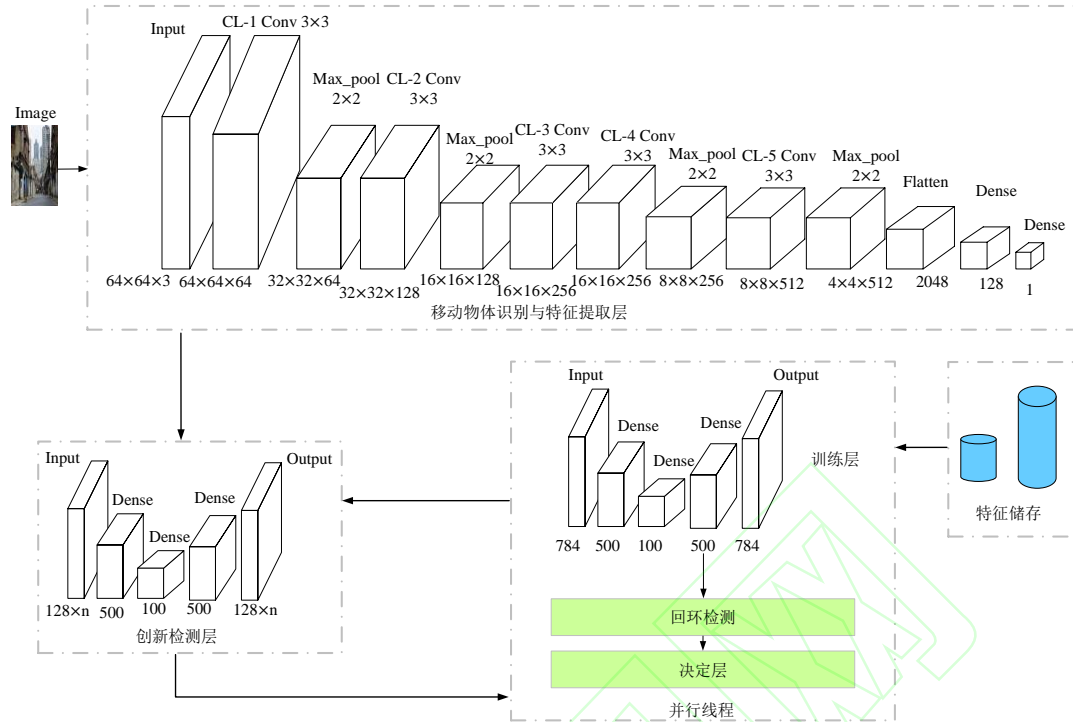 Image
Input
CL-1 Conv 3×3
Max_pool
2×2
CL-2 Conv
3×3
Max_pool
2×2
CL-3 Conv
3×3
CL-4 Conv
3×3
Max_pool
2×2
CL-5 Conv
3×3
Max_pool
2×2
Flatten
Dense
Dense
64×64×3
64×64×64
32×32×64
32×32×128
16×16×128
16×16×256
16×16×256
8×8×256
8×8×512
4×4×512
2048
128
1
移动物体识别与特征提取层
Input
Dense
Dense
Dense
Output
128×n
500
100
500
128×n
创新检测层
Input
Dense
Dense
Dense
Output
784
500
100
500
784
训练层
回环检测
决定层
并行线程
特征储存